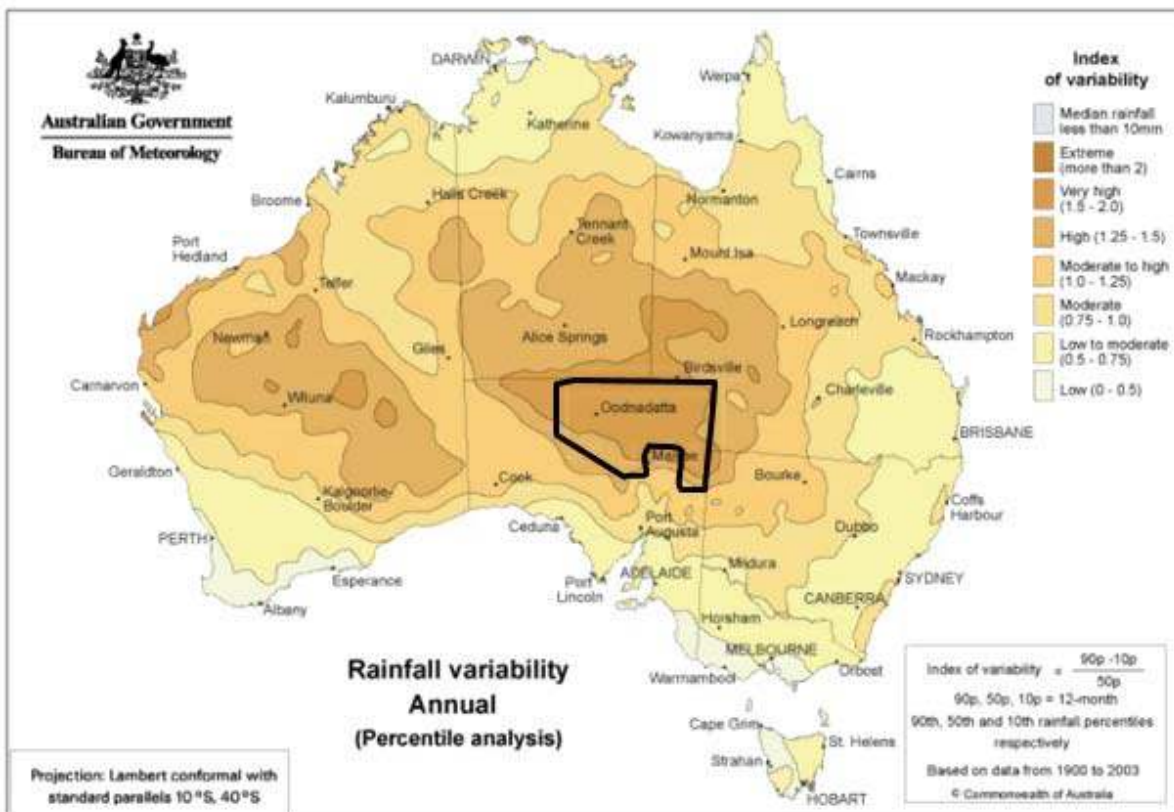 Australian Government
Bureau of Meteorology
DARWIN
Weipa
Kalumburu
Katherine
Kowanyama
Cairns
Halls Creek
Broome
Normanton
Tennant
Creek
Townsville
Port
Hedland
Mount Isa
Mackay
Telfer
Longreach
Rockhampton
Newman
Alice Springs
Giles
Birdsville
Carnarvon
Wiluna
Oodnadatta
Charleville
BRISBANE
Geraldton
Cook
Bourke
Kalgoorlie-
Boulder
Coffs
Harbour
Ceduna
Port
Augusta
Dubbo
PERTH
Esperance
Port
Lincoln
ADELAIDE
Mildura
SYDNEY
Albany
CANBERRA
Horsham
MELBOURNE
Orbost
Warrnambool
Cape Grim
St. Helens
Strahan
HOBART
Index
of variability
Median rainfall
less than 10mm
Extreme
(more than 2)
Very high
(1.5 - 2.0)
High (1.25 - 1.5)
Moderate to high
(1.0 - 1.25)
Moderate
(0.75 - 1.0)
Low to moderate
(0.5 - 0.75)
Low (0 - 0.5)
Rainfall variability
Annual
(Percentile analysis)
Projection: Lambert conformal with
standard parallels 10°S, 40°S
Index of variability = 90p -10p
50p
90p, 50p, 10p = 12-month
90th, 50th and 10th rainfall percentiles
respectively
Based on data from 1900 to 2003
© Commonwealth of Australia